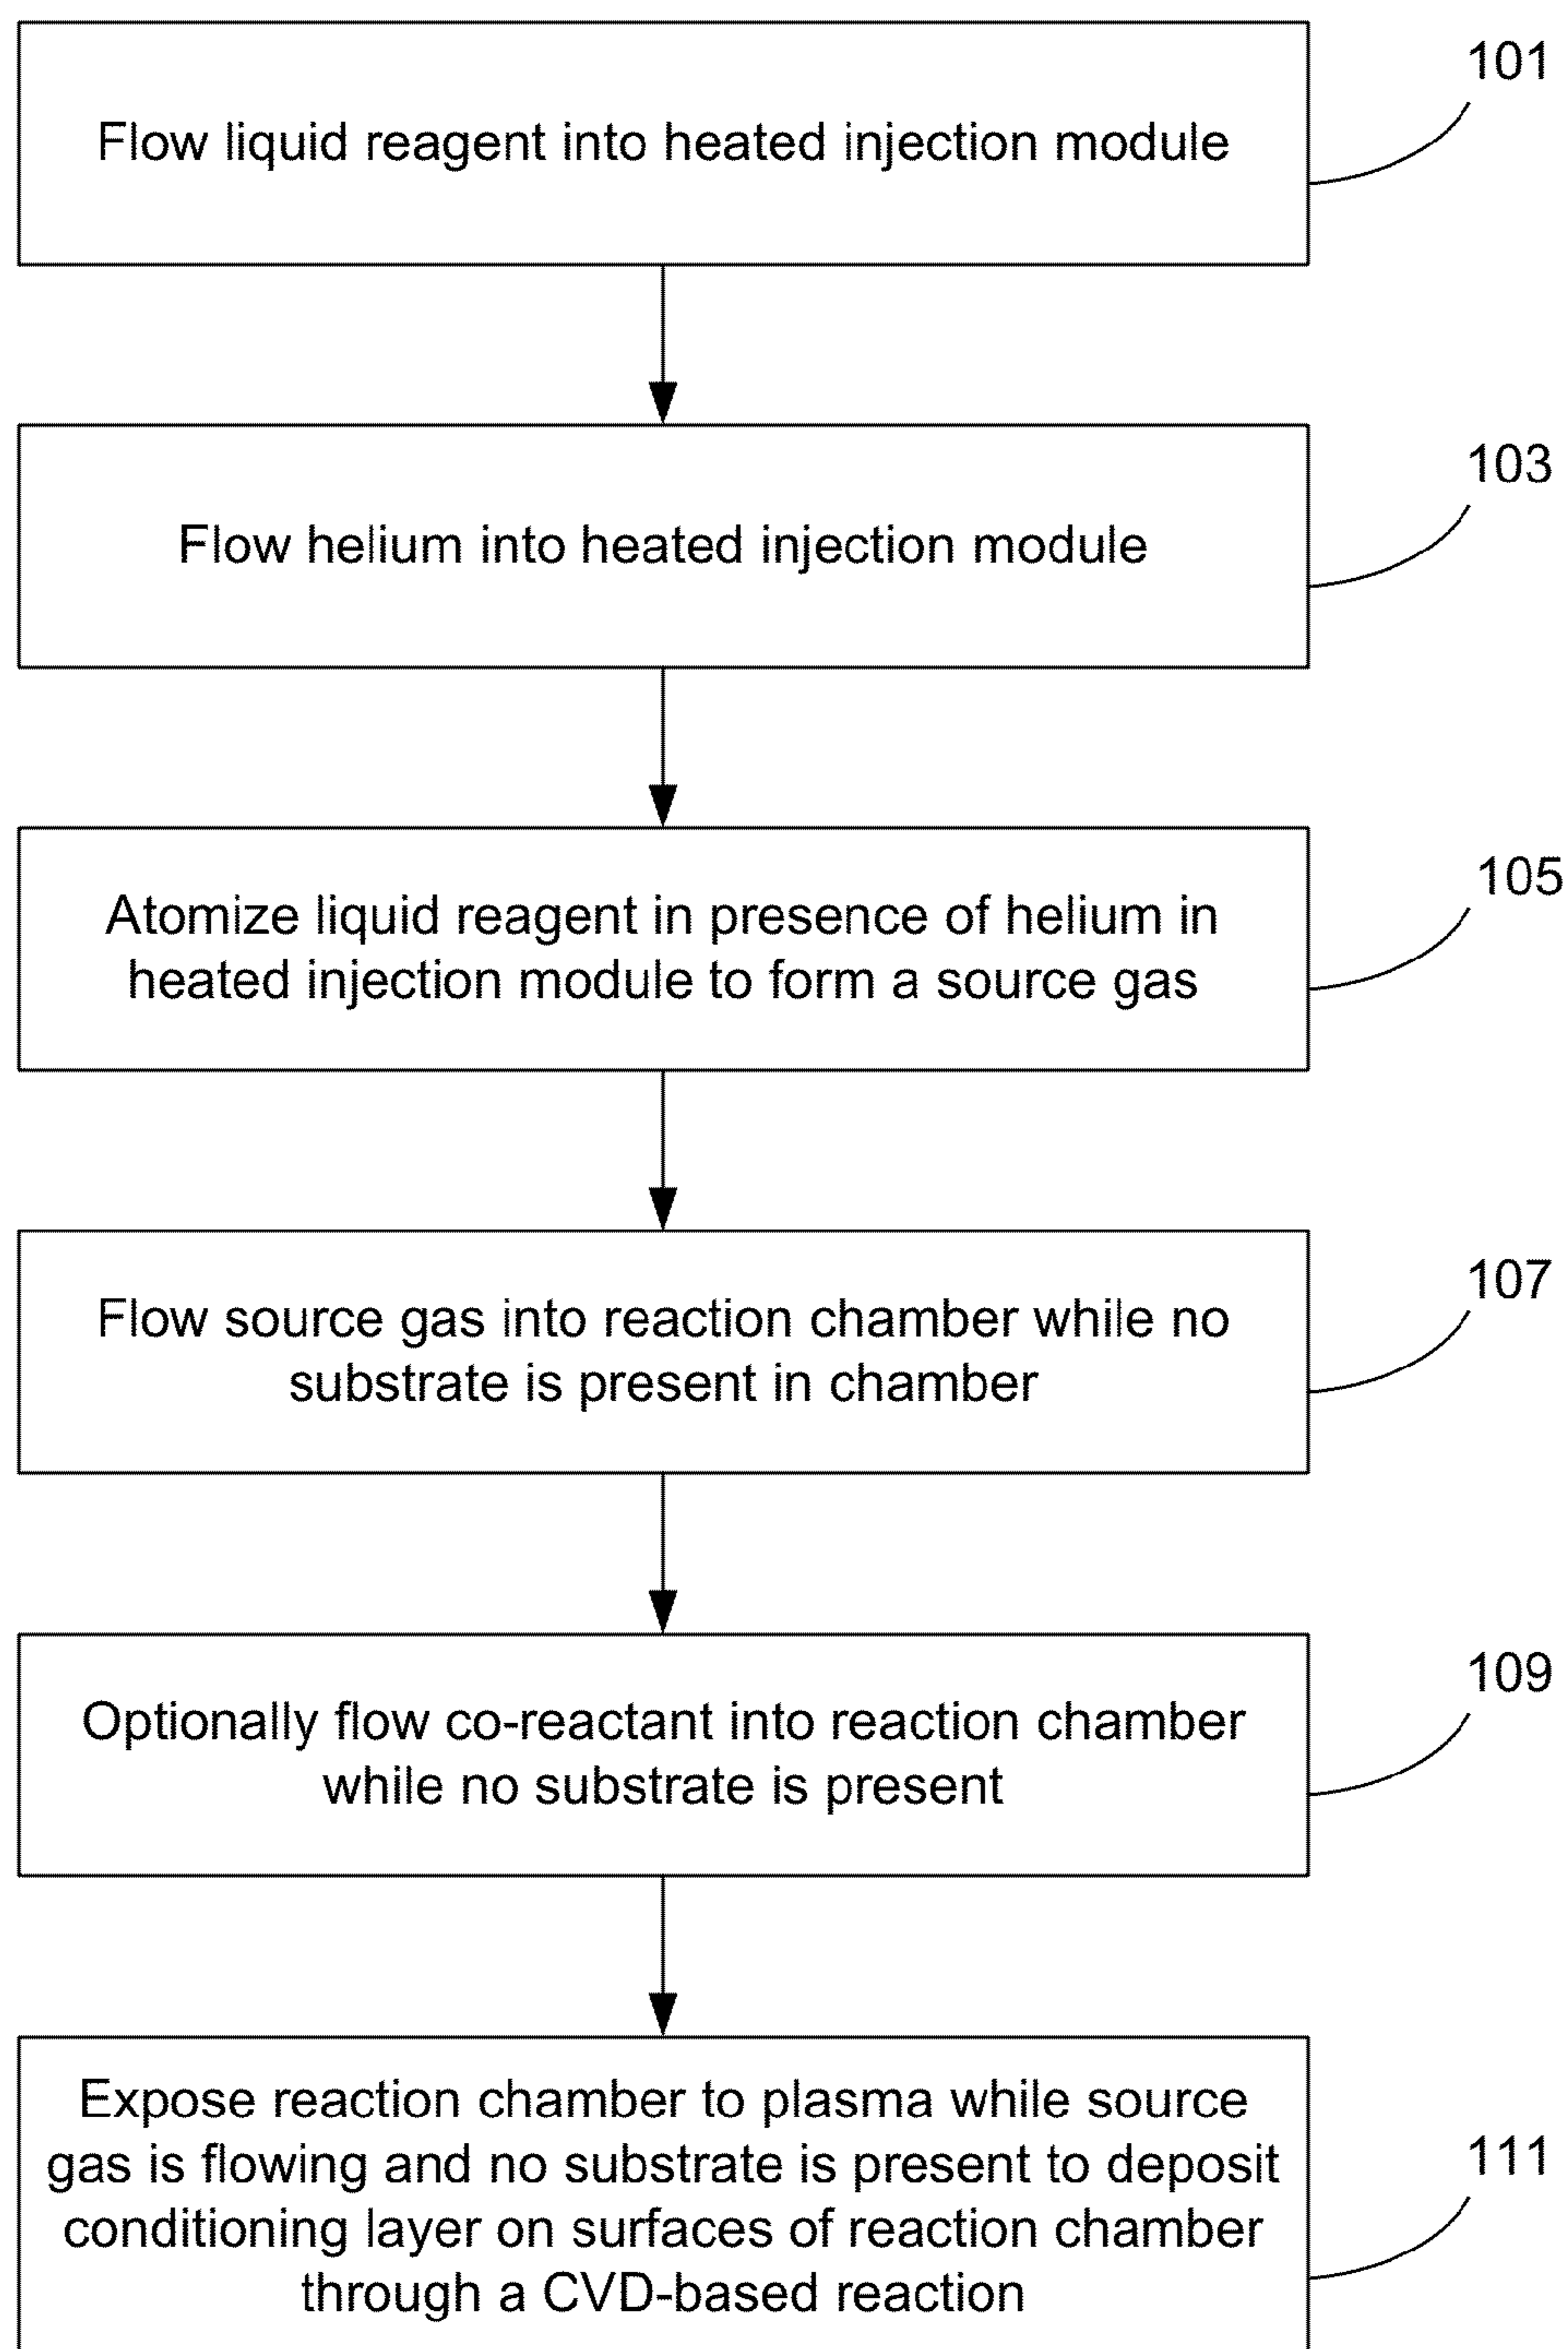 101
Flow liquid reagent into heated injection module
103
Flow helium into heated injection module
105
Atomize liquid reagent in presence of helium in
heated injection module to form a source gas
107
Flow source gas into reaction chamber while no
substrate is present in chamber
109
Optionally flow co-reactant into reaction chamber
while no substrate is present
111
Expose reaction chamber to plasma while source
gas is flowing and no substrate is present to deposit
conditioning layer on surfaces of reaction chamber
through a CVD-based reaction